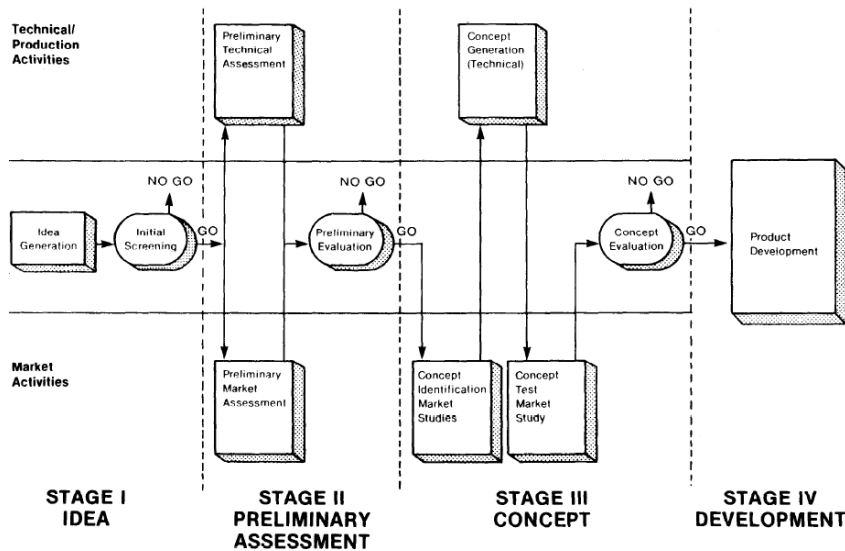 Technical/
Production
Activities
Preliminary
Technical
Assessment
Concept
Generation
(Technical)
NO GO
NO GO
NO GO
Idea
Generation
Initial
Screening
GO
Preliminary
Evaluation
GO
Concept
Evaluation
GO
Product
Development
Market
Activities
Preliminary
Market
Assessment
Concept
Identification
Market
Studies
Concept
Test
Market
Study
STAGE I
IDEA
STAGE II
PRELIMINARY
ASSESSMENT
STAGE III
CONCEPT
STAGE IV
DEVELOPMENT